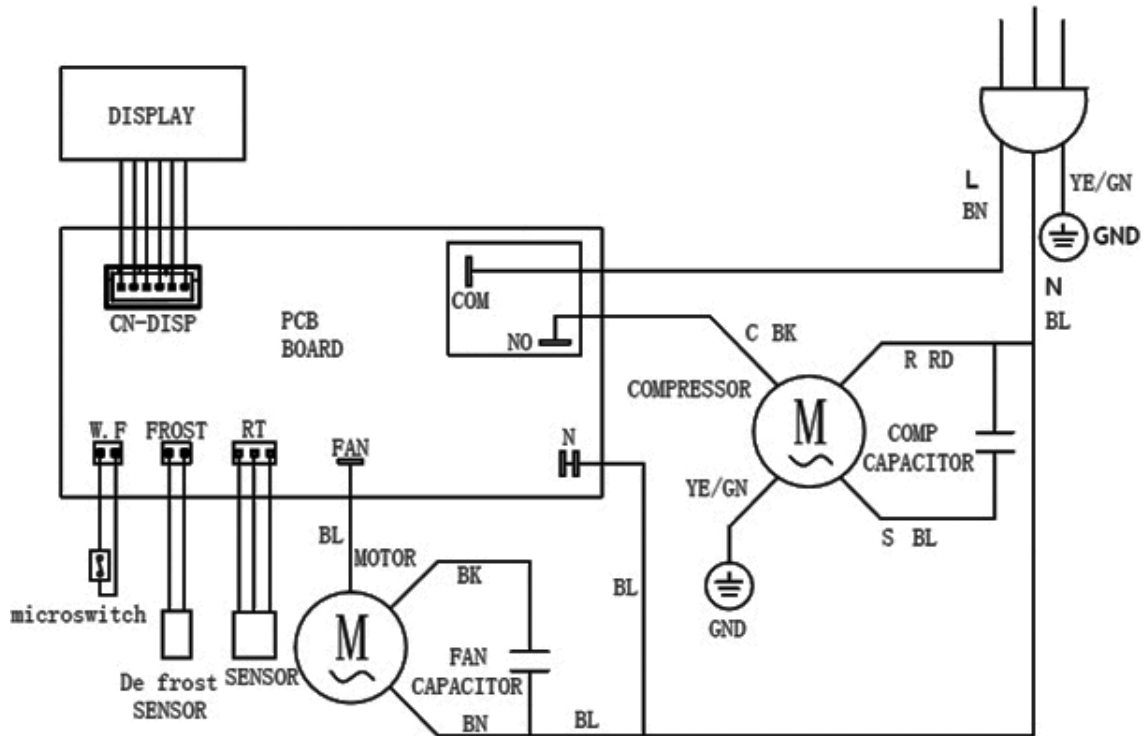 DISPLAY
L
BN
YE/GN
GND
N
BL
CN-DISP
PCB
BOARD
COM
NO
C BK
R RD
COMPRESSOR
M
COMP
CAPACITOR
YE/GN
S BL
GND
W.F
FROST
RT
FAN
N
BL
MOTOR
BK
BL
microswitch
De frost
SENSOR
SENSOR
M
FAN
CAPACITOR
BN
BL